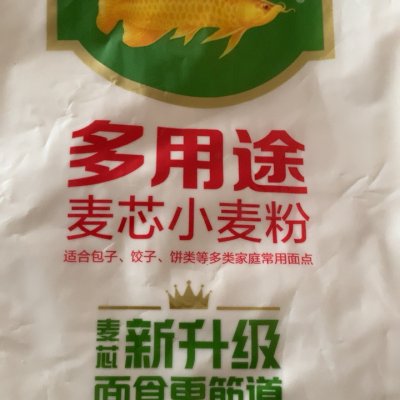 多用途
麦芯小麦粉
适合包子、饺子、饼类等多类家庭常用面点
麦芯新升级
面食更筋道